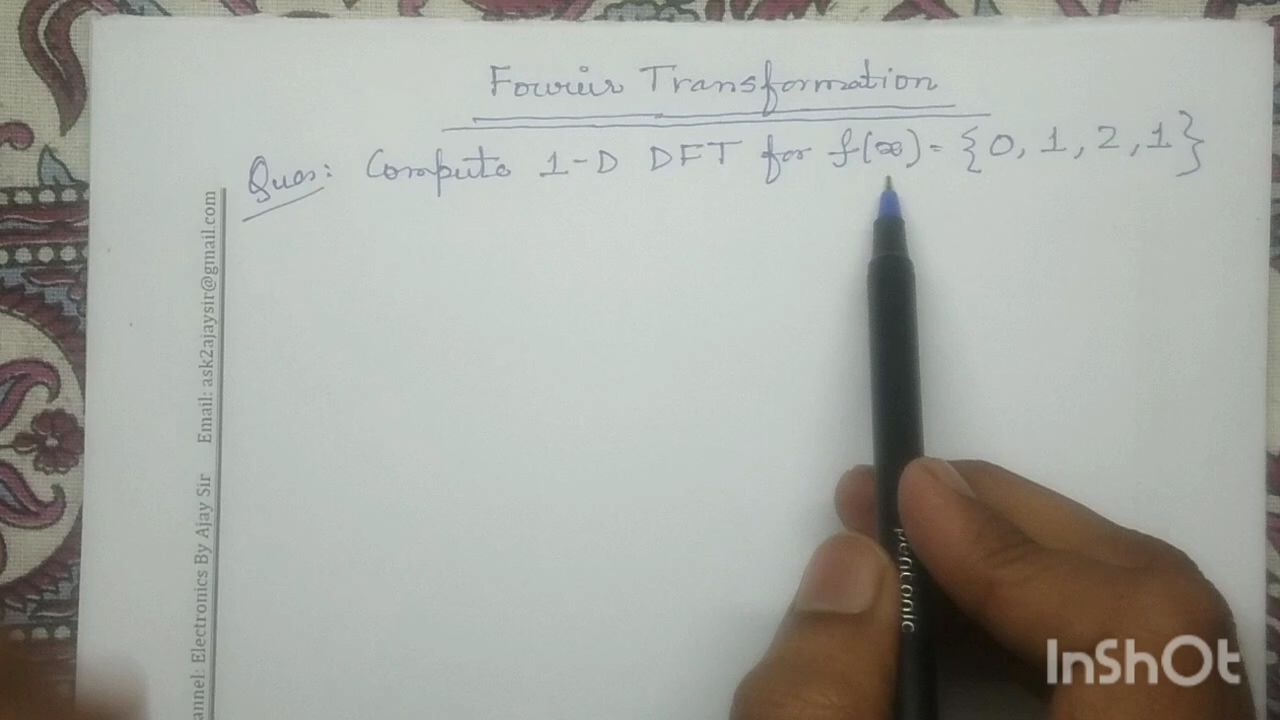 Fourier Transformation
Ques: Compute 1-D DFT for f(x) = {0, 1, 2, 1}
annel: Electronics By Ajay Sir Email: ask2ajaysir@gmail.com
pentonic
InShOt